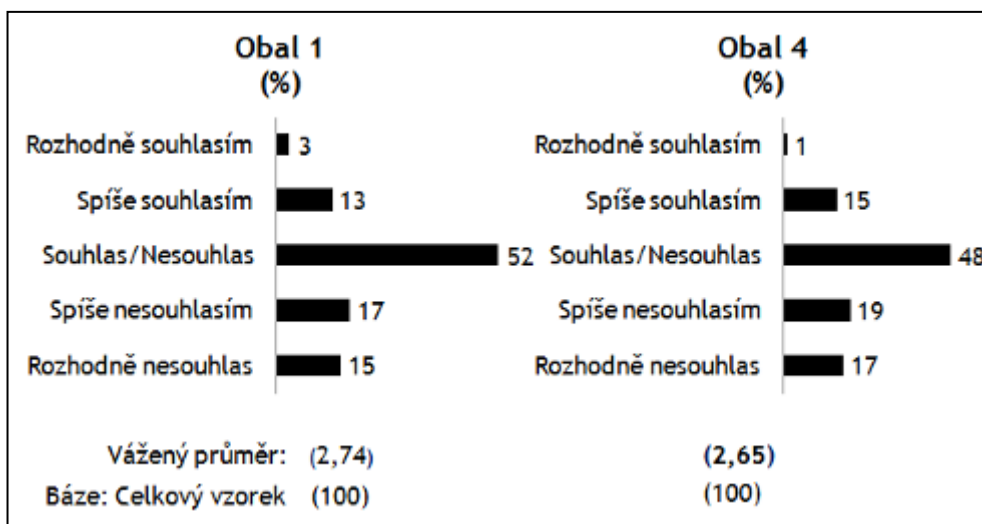 Obal 1
(%)
Rozhodně souhlasím 3
Spíše souhlasím 13
Souhlas/Nesouhlas 52
Spíše nesouhlasím 17
Rozhodně nesouhlas 15
Obal 4
(%)
Rozhodně souhlasím 1
Spíše souhlasím 15
Souhlas/Nesouhlas 48
Spíše nesouhlasím 19
Rozhodně nesouhlas 17
Vážený průměr: (2,74) (2,65)
Báze: Celkový vzorek (100) (100)